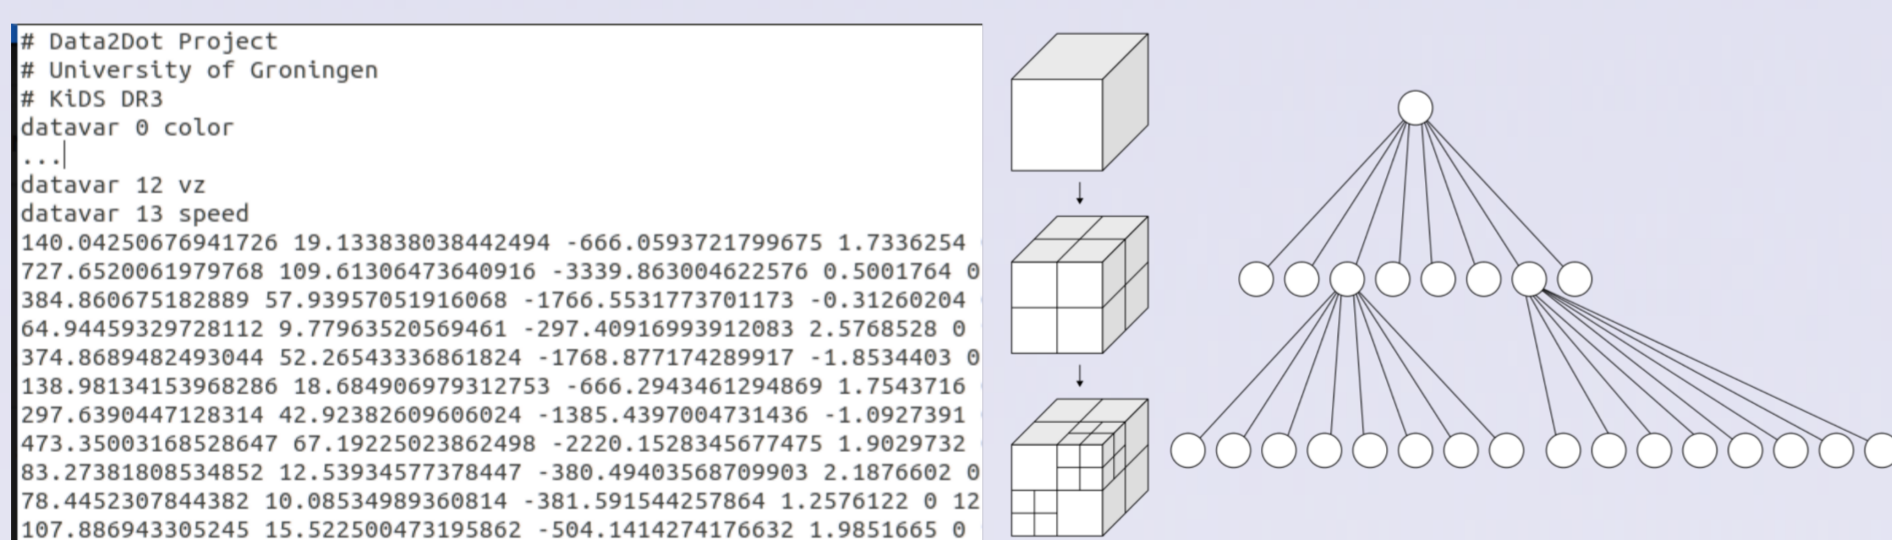 # Data2Dot Project
# University of Groningen
# KiDS DR3
datavar 0 color
...
datavar 12 vz
datavar 13 speed
140.04250676941726 19.133838038442494 -666.0593721799675 1.7336254
727.6520061979768 109.61306473640916 -3339.863004622576 0.5001764 0
384.860675182889 57.93957051916068 -1766.5531773701173 -0.31260204
64.94459329728112 9.77963520569461 -297.40916993912083 2.5768528 0
374.8689482493044 52.26543336861824 -1768.877174289917 -1.8534403 0
138.98134153968286 18.684906979312753 -666.2943461294869 1.7543716
297.6390447128314 42.92382609606024 -1385.4397004731436 -1.0927391
473.35003168528647 67.19225023862498 -2220.1528345677475 1.9029732
83.27381808534852 12.53934577378447 -380.49403568709903 2.1876602 0
78.4452307844382 10.08534989360814 -381.591544257864 1.2576122 0 12
107.886943305245 15.522500473195862 -504.1414274176632 1.9851665 0